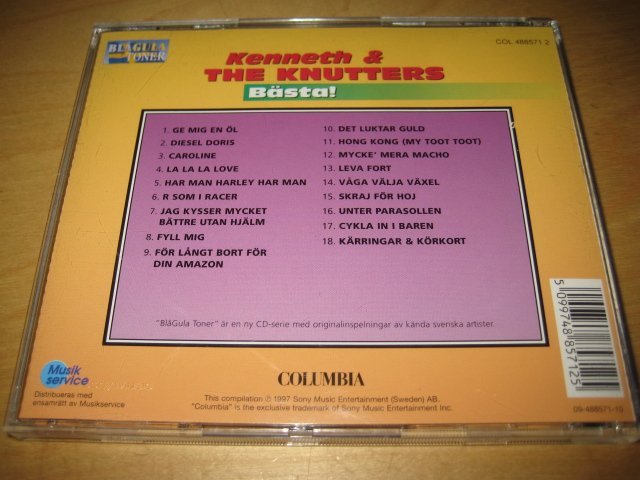 BLÅGULA
TONER
COL 488571 2
Kenneth &
THE KNUTTERS
Bästa!
1. GE MIG EN ÖL
2. DIESEL DORIS
3. CAROLINE
4. LA LA LA LOVE
5. HAR MAN HARLEY HAR MAN
6. R SOM I RACER
7. JAG KYSSER MYCKET
BÄTTRE UTAN HJÄLM
8. FYLL MIG
9. FÖR LÅNGT BORT FÖR
DIN AMAZON
10. DET LUKTAR GULD
11. HONG KONG (MY TOOT TOOT)
12. MYCKE' MERA MACHO
13. LEVA FORT
14. VÅGA VÄLJA VÄXEL
15. SKRAJ FÖR HOJ
16. UNTER PARASOLLEN
17. CYKLA IN I BAREN
18. KÄRRINGAR & KÖRKORT
"BlåGula Toner" är en ny CD-serie med originalinspelningar av kända svenska artister.
Musik
service
Distribueras med
ensamrätt av Musikservice
COLUMBIA
This compilation ℗ 1997 Sony Music Entertainment (Sweden) AB.
"Columbia" is the exclusive trademark of Sony Music Entertainment Inc.
5 099748 857125
09-488571-10